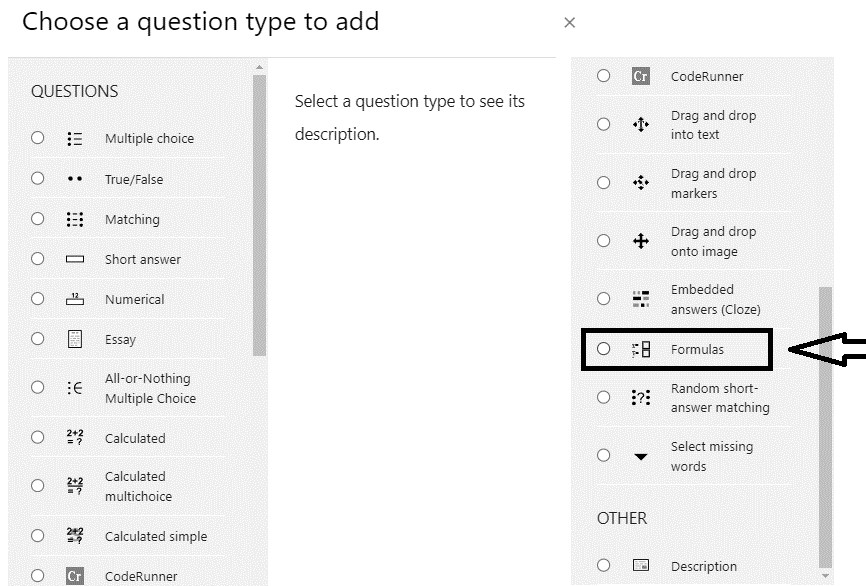 Choose a question type to add
×
QUESTIONS
Multiple choice
True/False
Matching
Short answer
12
Numerical
Essay
All-or-Nothing
Multiple Choice
2+2
= ?
Calculated
2+2
= ?
Calculated
multichoice
2+2
= ?
Calculated simple
Cr
CodeRunner
Select a question type to see its
description.
Cr
CodeRunner
Drag and drop
into text
Drag and drop
markers
Drag and drop
onto image
Embedded
answers (Cloze)
Formulas
?
Random short-
answer matching
Select missing
words
OTHER
Description